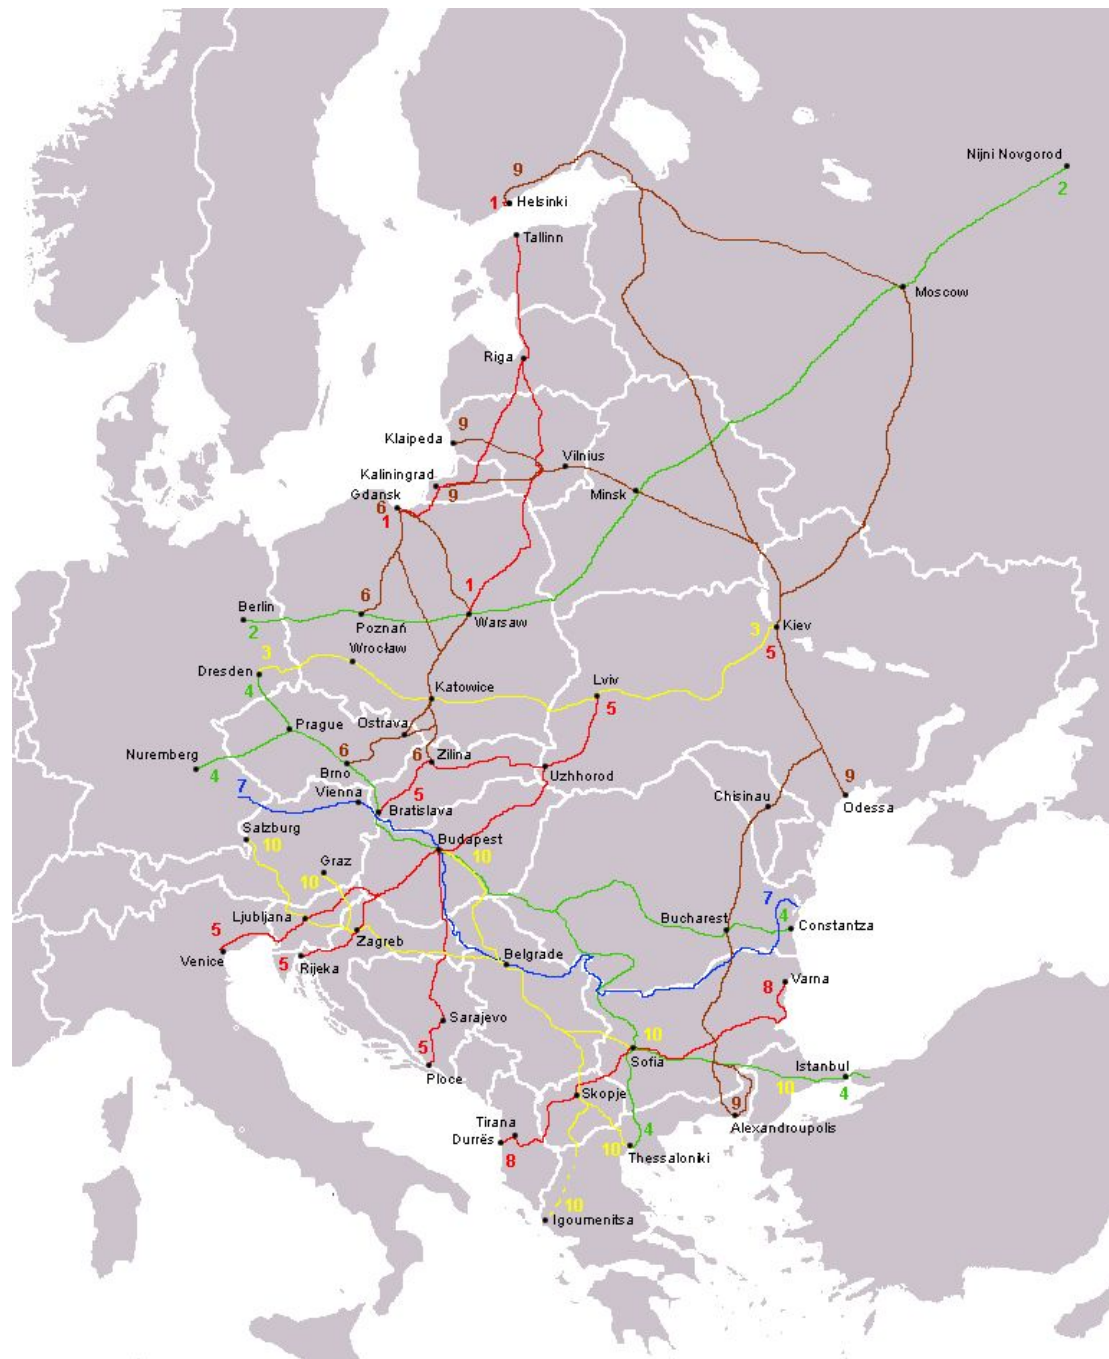 9
Nijni Novgorod
2
1
Helsinki
Tallinn
Moscow
Riga
9
Klaipeda
Vilnius
Kaliningrad
9
Minsk
Gdansk
6
1
6
1
Berlin
2
Poznań
Warsaw
3
Kiev
5
3
Wrocław
Dresden
4
Katowice
Lviv
5
Prague
Ostrava
Nuremberg
4
6
Brno
6
Zilina
Uzhhorod
9
Odessa
7
Vienna
5
Bratislava
Chisinau
Salzburg
10
Budapest
10
Graz
10
7
Ljubljana
Bucharest
4
Constantza
5
Venice
Zagreb
5
Rijeka
Belgrade
8
Varna
Sarajevo
10
5
Ploce
Sofia
Istanbul
10
4
Skopje
9
Alexandroupolis
Tirana
Durrës
8
4
10
Thessaloniki
10
Igoumenitsa